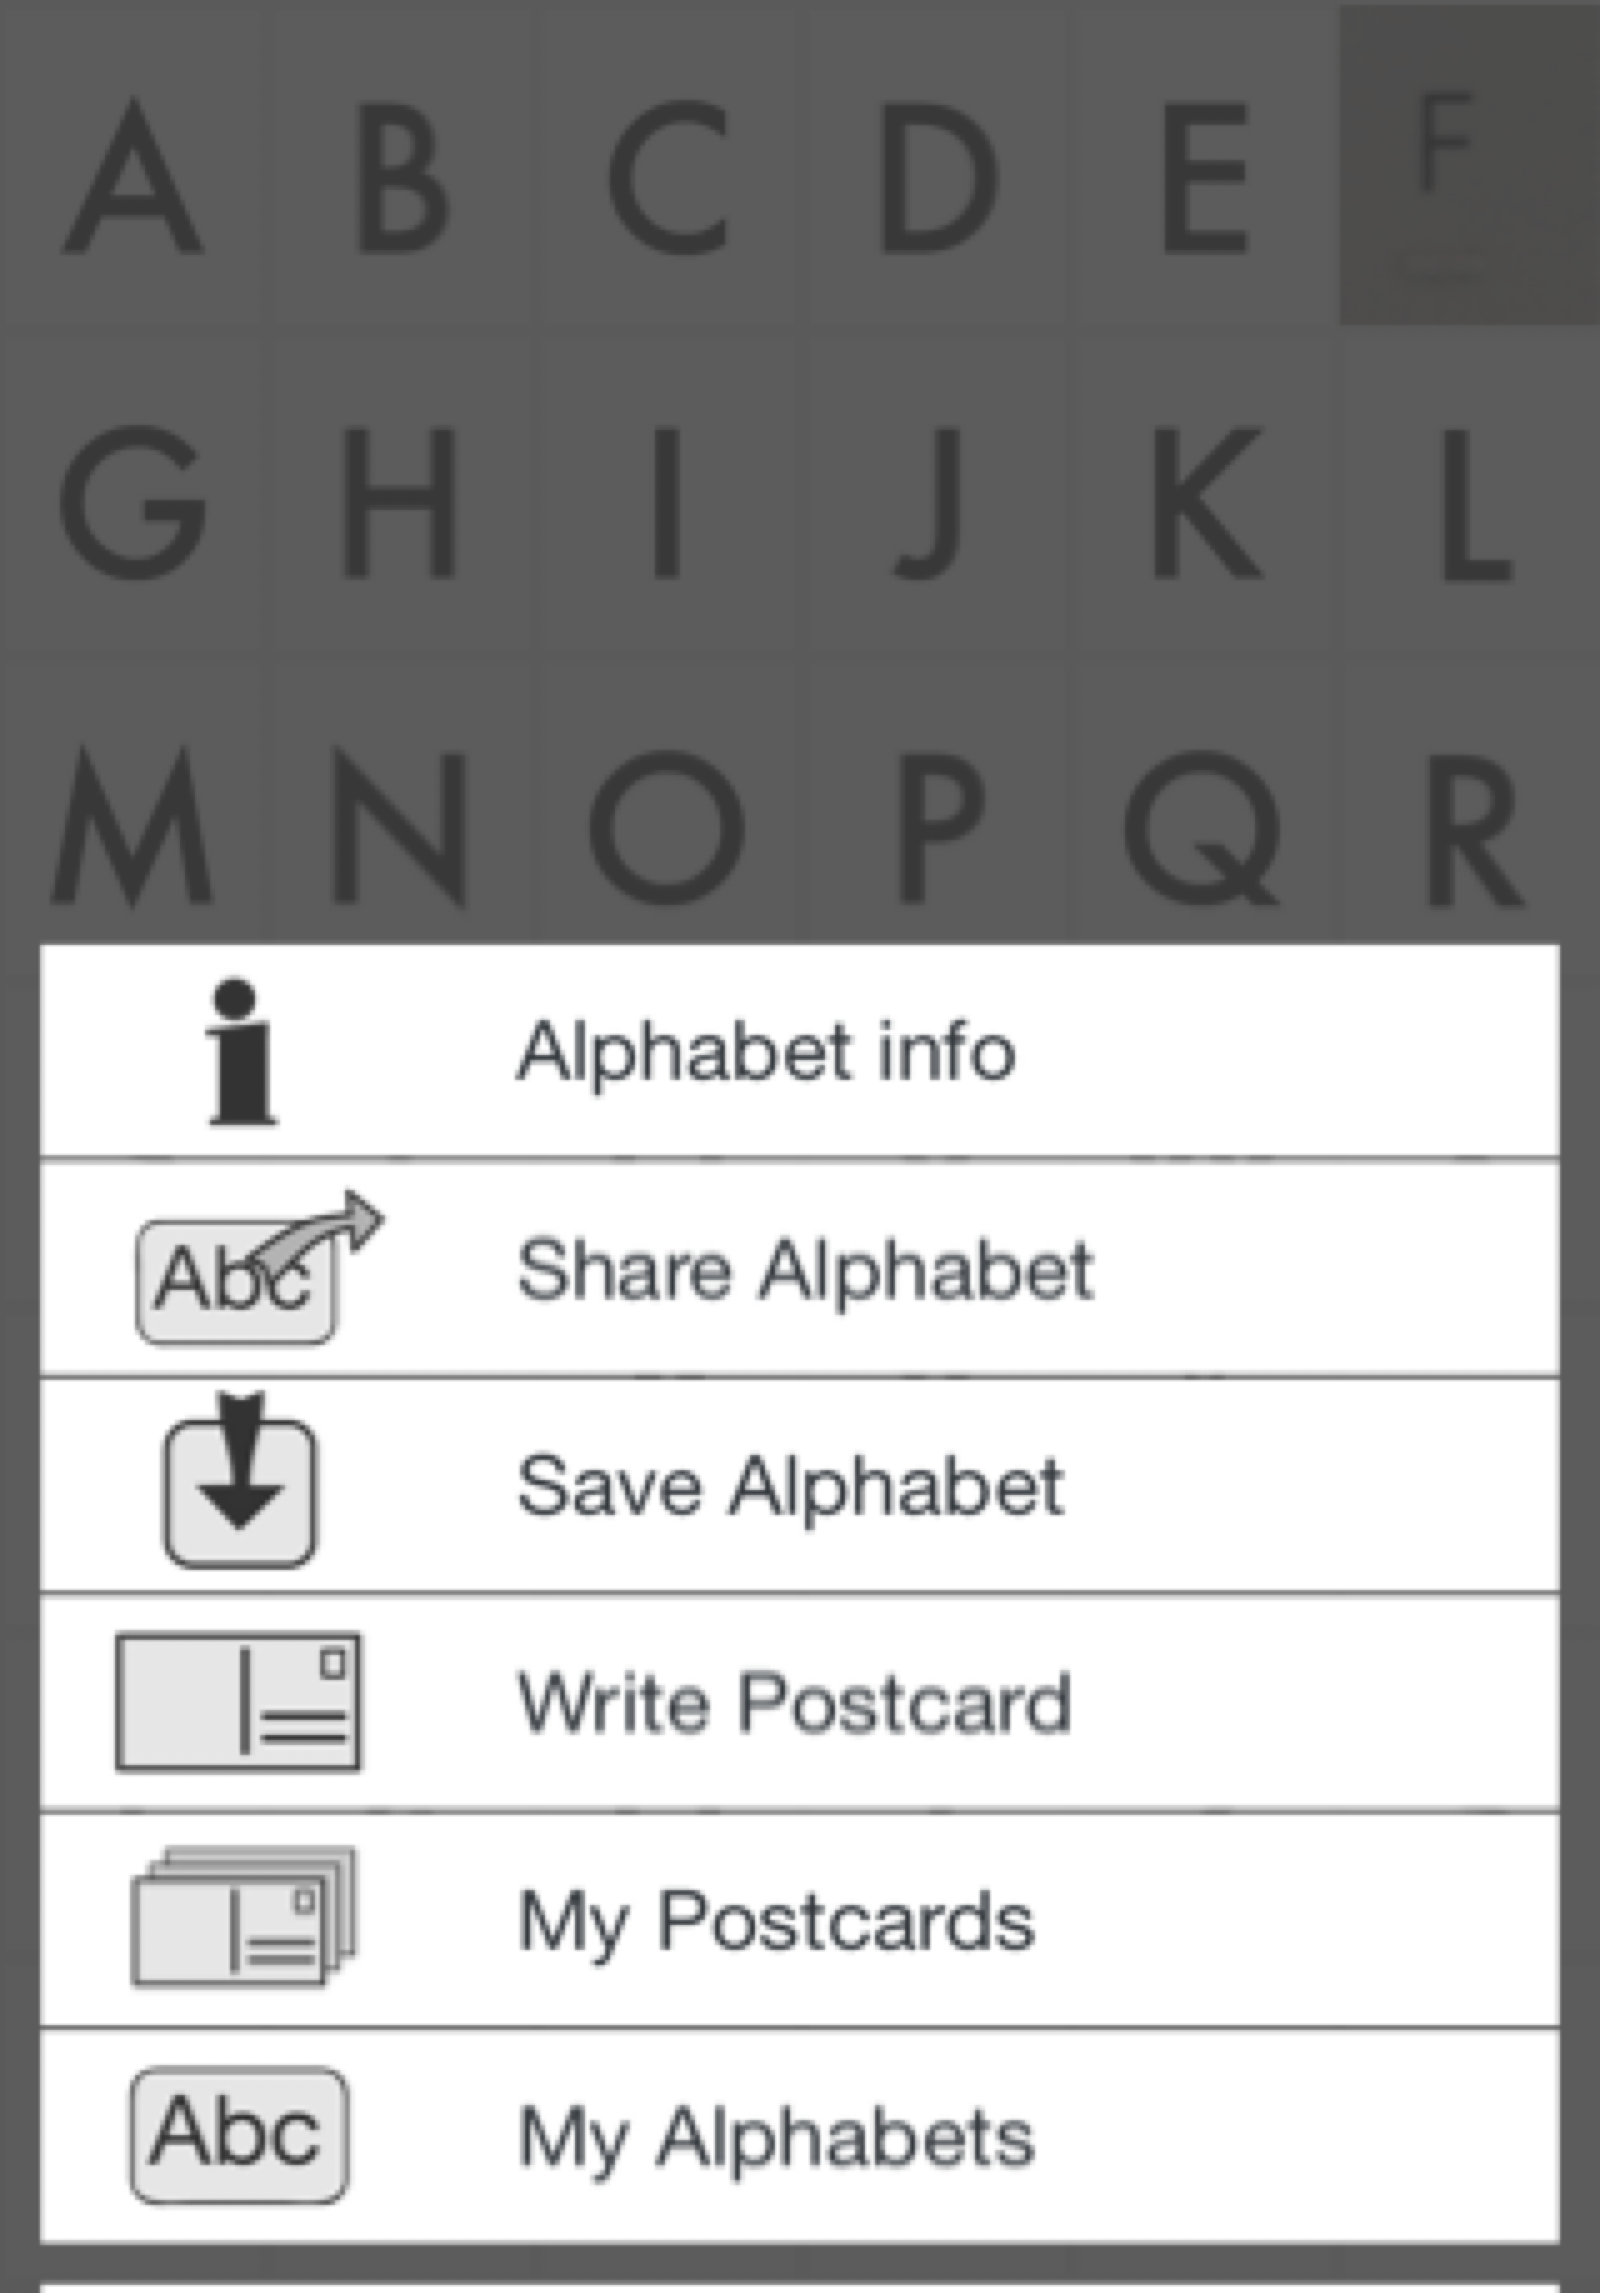 A B C D E F
G H I J K L
M N O P Q R
Alphabet info
Abc Share Alphabet
Save Alphabet
Write Postcard
My Postcards
Abc My Alphabets